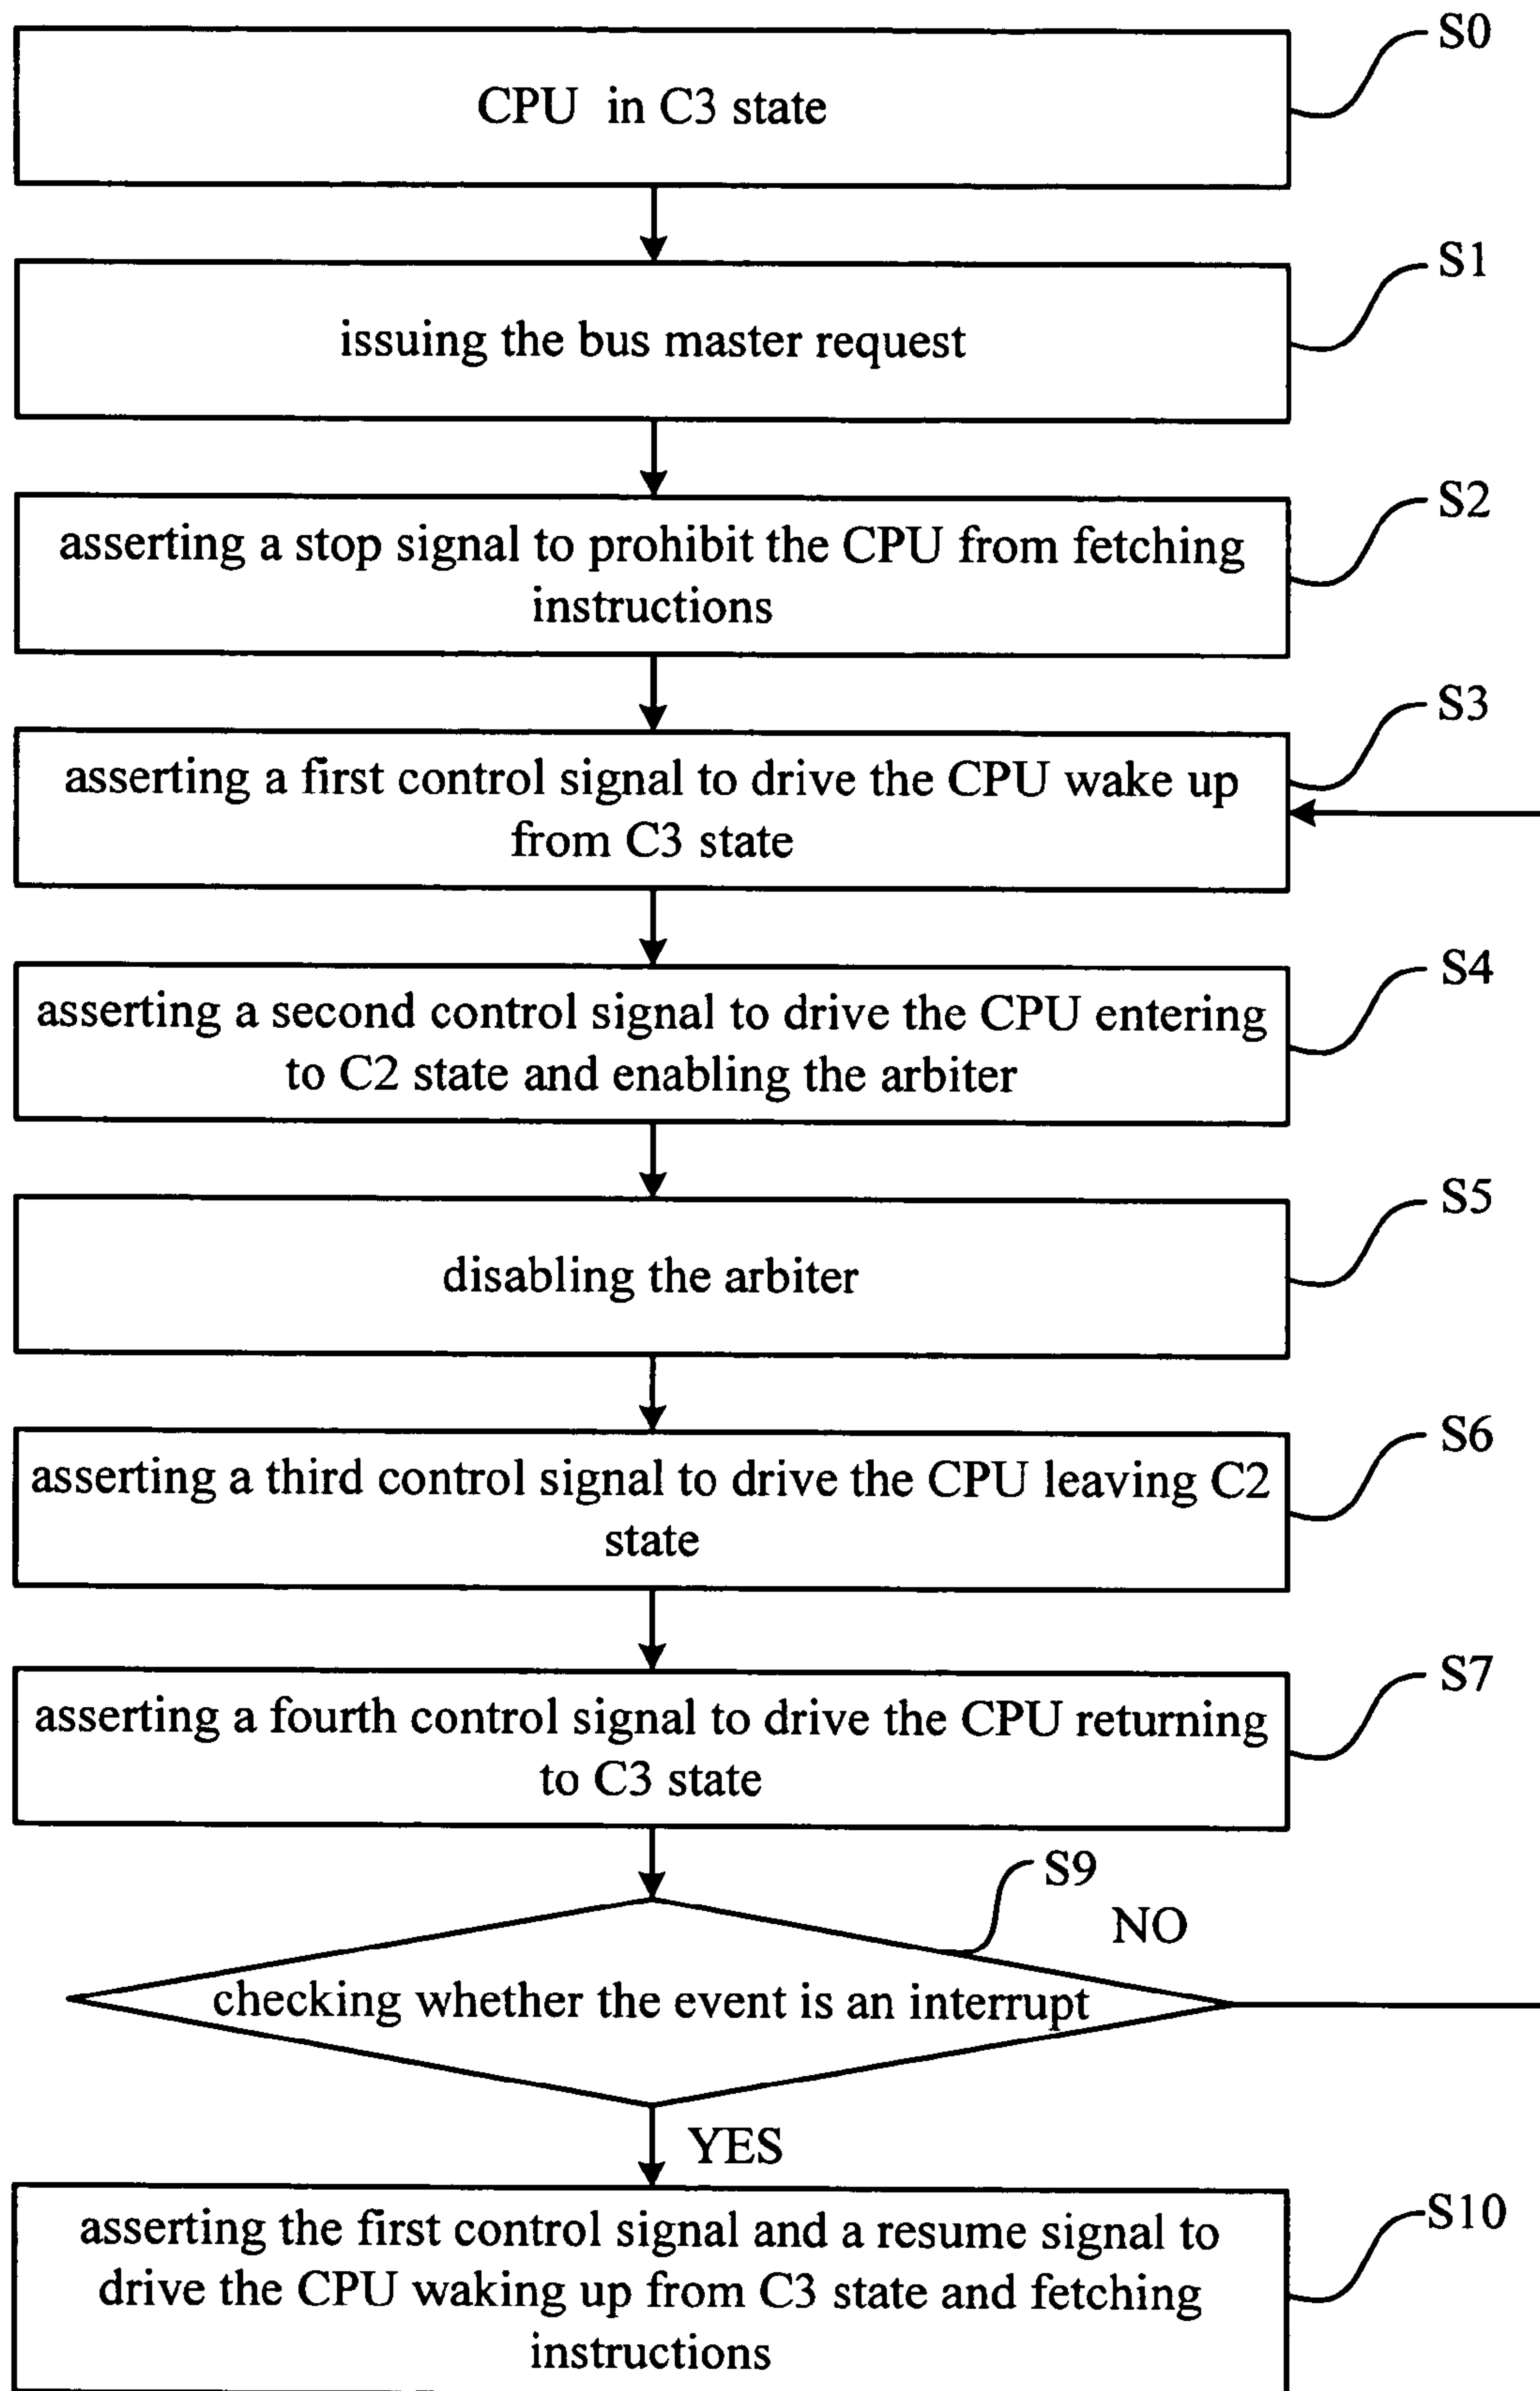 S0
CPU in C3 state
S1
issuing the bus master request
S2
asserting a stop signal to prohibit the CPU from fetching
instructions
S3
asserting a first control signal to drive the CPU wake up
from C3 state
S4
asserting a second control signal to drive the CPU entering
to C2 state and enabling the arbiter
S5
disabling the arbiter
S6
asserting a third control signal to drive the CPU leaving C2
state
S7
asserting a fourth control signal to drive the CPU returning
to C3 state
S9
NO
checking whether the event is an interrupt
YES
S10
asserting the first control signal and a resume signal to
drive the CPU waking up from C3 state and fetching
instructions